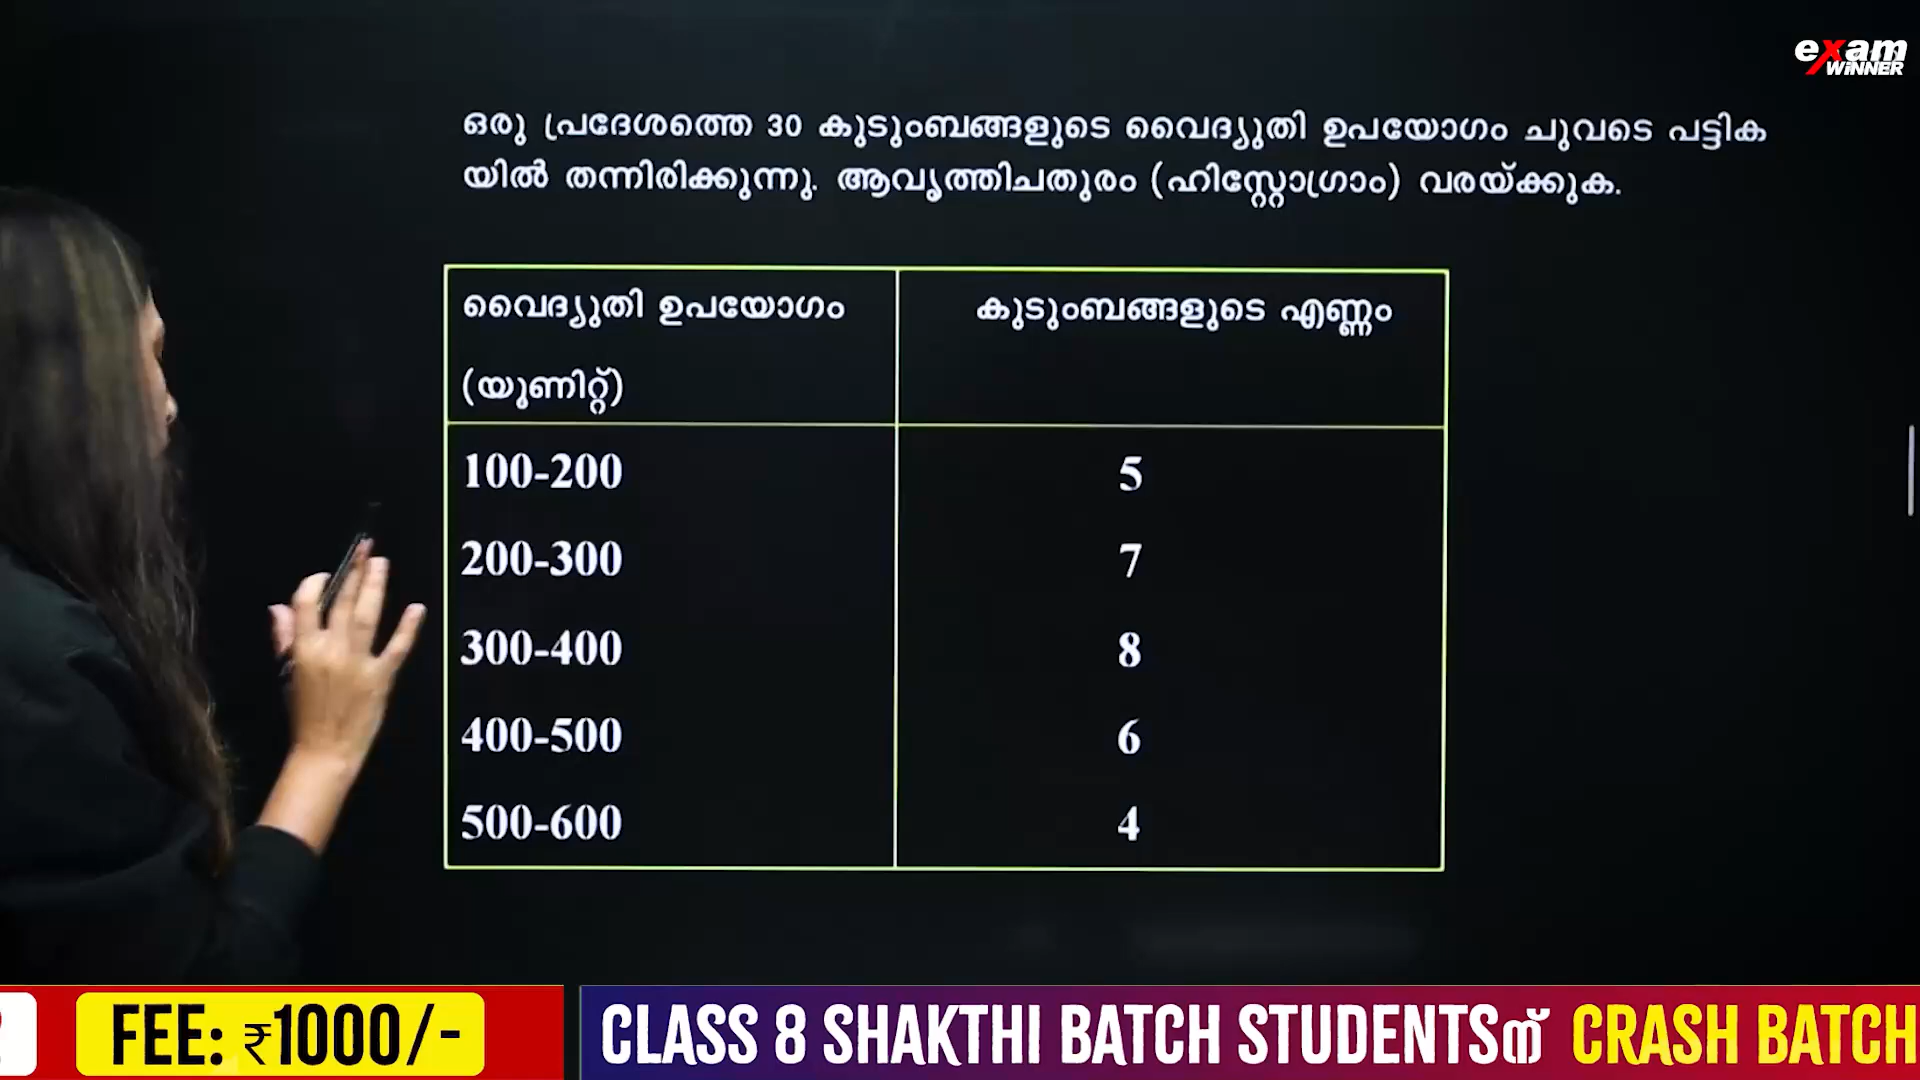 exam
WINNER
ഒരു പ്രദേശത്തെ 30 കുടുംബങ്ങളുടെ വൈദ്യുതി ഉപയോഗം ചുവടെ പട്ടിക
യിൽ തന്നിരിക്കുന്നു. ആവൃത്തിചതുരം (ഹിസ്റ്റോഗ്രാം) വരയ്ക്കുക.
വൈദ്യുതി ഉപയോഗം കുടുംബങ്ങളുടെ എണ്ണം
(യൂണിറ്റ്)
100-200 5
200-300 7
300-400 8
400-500 6
500-600 4
FEE: ₹1000/- CLASS 8 SHAKTHI BATCH STUDENTSന് CRASH BATCH